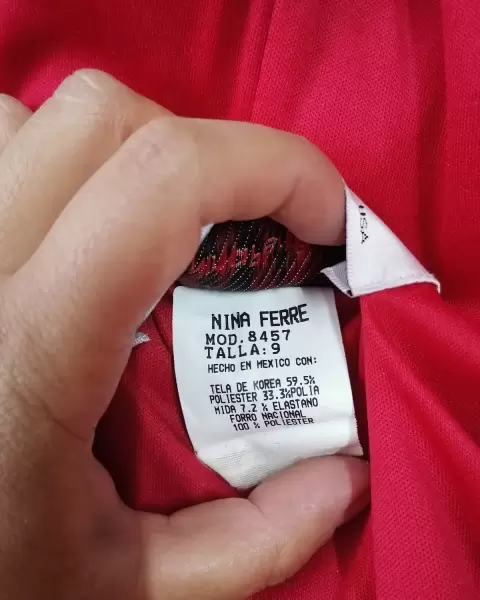 USA
NINA FERRE
MOD.8457
TALLA:9
HECHO EN MEXICO CON:
TELA DE KOREA 59.5%
POLIESTER 33.3%POLIA
MIDA 7.2 % ELASTANO
FORRO NACIONAL
100 % POLIESTER